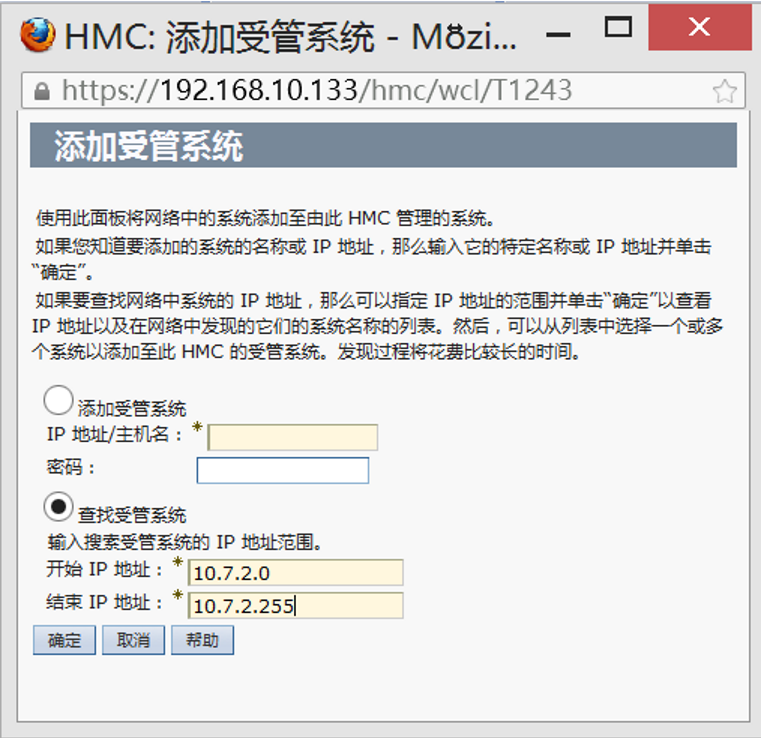 HMC: 添加受管系统 - Mozi...
https://192.168.10.133/hmc/wcl/T1243
添加受管系统
使用此面板将网络中的系统添加至由此 HMC 管理的系统。
如果您知道要添加的系统的名称或 IP 地址，那么输入它的特定名称或 IP 地址并单击
“确定”。
如果要查找网络中系统的 IP 地址，那么可以指定 IP 地址的范围并单击“确定”以查看
IP 地址以及在网络中发现的它们的系统名称的列表。然后，可以从列表中选择一个或多
个系统以添加至此 HMC 的受管系统。发现过程将花费比较长的时间。
添加受管系统
IP 地址/主机名： *
密码：
查找受管系统
输入搜索受管系统的 IP 地址范围。
开始 IP 地址： * 10.7.2.0
结束 IP 地址： * 10.7.2.255
确定 取消 帮助